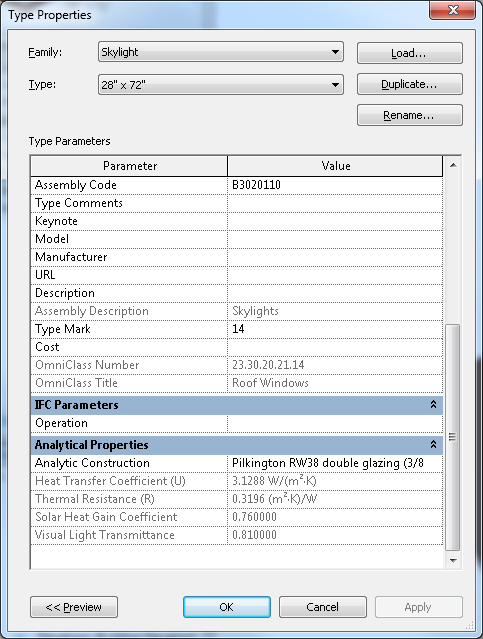 Type Properties
Family: Skylight Load...
Type: 28" x 72" Duplicate...
Rename...
Type Parameters
Parameter Value
Assembly Code B3020110
Type Comments
Keynote
Model
Manufacturer
URL
Description
Assembly Description Skylights
Type Mark 14
Cost
OmniClass Number 23.30.20.21.14
OmniClass Title Roof Windows
IFC Parameters
Operation
Analytical Properties
Analytic Construction Pilkington RW38 double glazing (3/8
Heat Transfer Coefficient (U) 3.1288 W/(m²·K)
Thermal Resistance (R) 0.3196 (m²·K)/W
Solar Heat Gain Coefficient 0.760000
Visual Light Transmittance 0.810000
<< Preview OK Cancel Apply